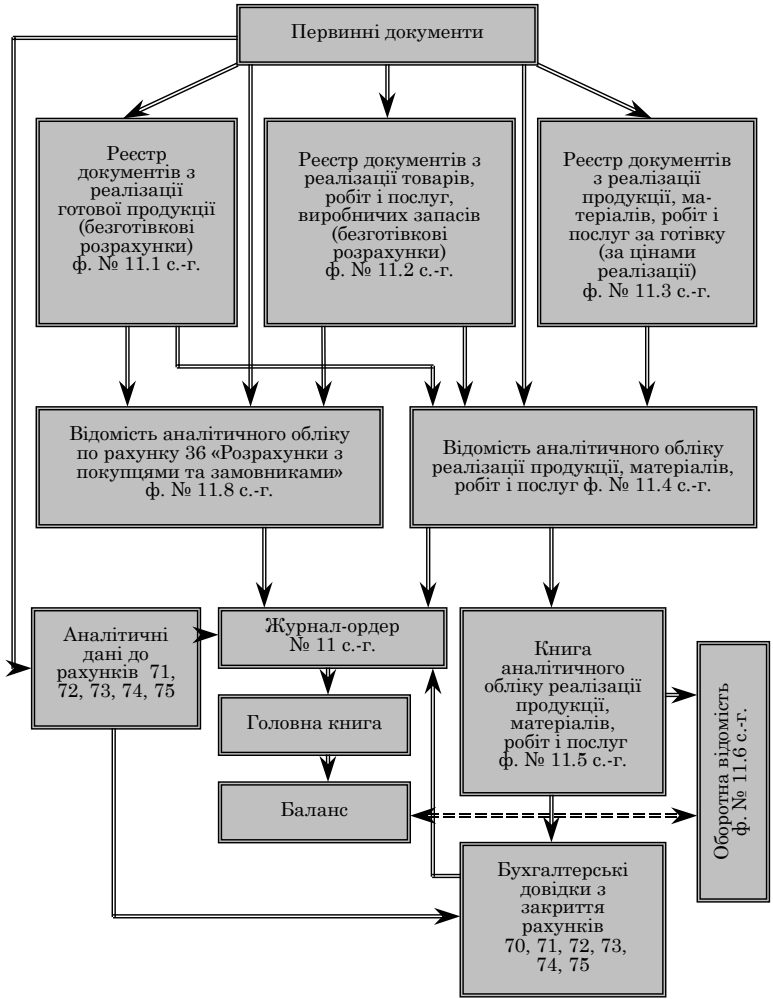 Первинні документи
Реєстр
документів з
реалізації
готової продукції
(безготівкові
розрахунки)
ф. № 11.1 с.-г.
Реєстр документів з
реалізації товарів,
робіт і послуг,
виробничих запасів
(безготівкові
розрахунки)
ф. № 11.2 с.-г.
Реєстр документів
з реалізації
продукції, ма-
теріалів, робіт і
послуг за готівку
(за цінами
реалізації)
ф. № 11.3 с.-г.
Відомість аналітичного обліку
по рахунку 36 «Розрахунки з
покупцями та замовниками»
ф. № 11.8 с.-г.
Відомість аналітичного обліку
реалізації продукції, матеріалів,
робіт і послуг ф. № 11.4 с.-г.
Аналітичні
дані до
рахунків 71,
72, 73, 74, 75
Журнал-ордер
№ 11 с.-г.
Головна книга
Баланс
Книга
аналітичного
обліку реалізації
продукції,
матеріалів,
робіт і послуг
ф. № 11.5 с.-г.
Оборотна відомість
ф. № 11.6 с.-г.
Бухгалтерські
довідки з
закриття
рахунків
70, 71, 72, 73,
74, 75